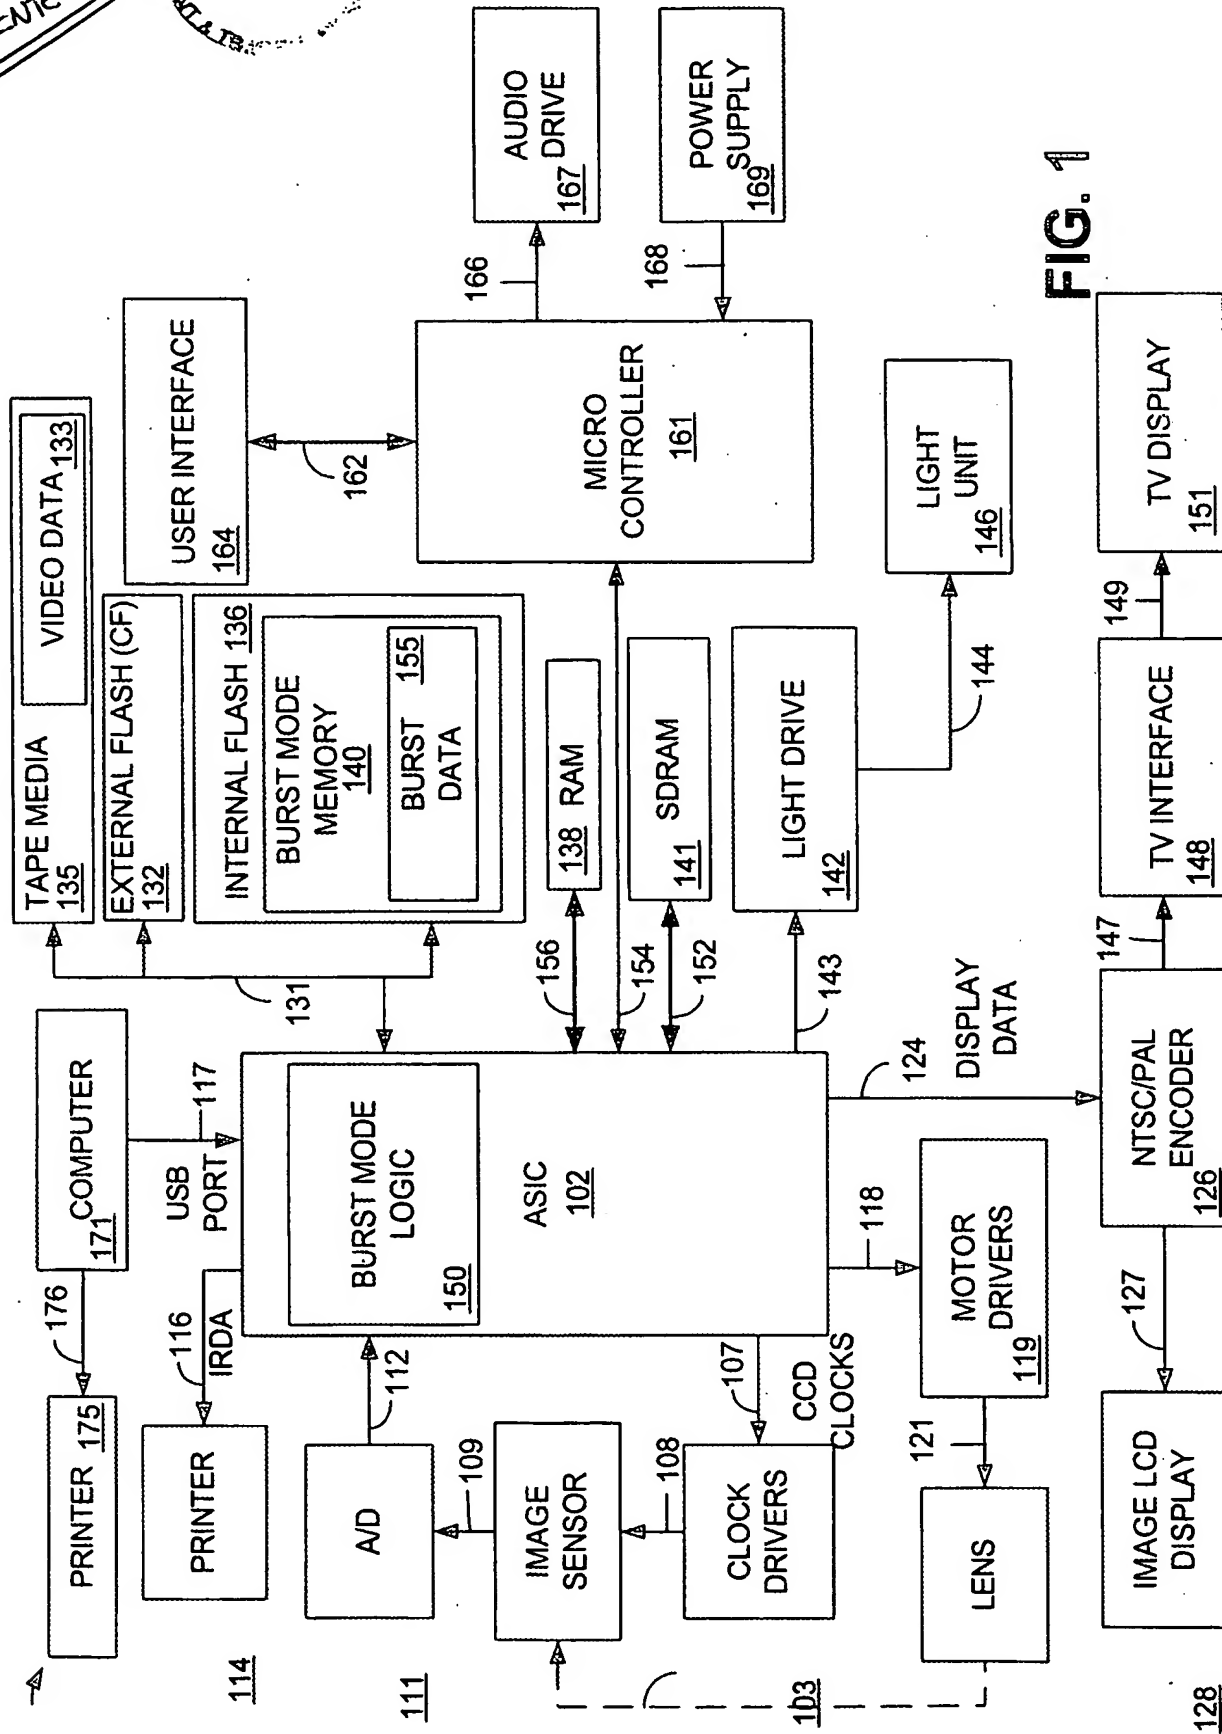 TAPE MEDIA
135
VIDEO DATA 133
EXTERNAL FLASH (CF)
132
INTERNAL FLASH 136
BURST MODE
MEMORY
140
BURST 155
DATA
USER INTERFACE
164
162
AUDIO
DRIVE
167
166
POWER
SUPPLY
169
168
MICRO
CONTROLLER
161
PRINTER 175
176
COMPUTER
171
117
USB
PORT
131
PRINTER
116
IRDA
114
BURST MODE
LOGIC
150
ASIC
102
138 RAM
156
154
SDRAM
141
152
LIGHT DRIVE
142
143
144
LIGHT
UNIT
146
A/D
112
111
109
IMAGE
SENSOR
108
CLOCK
DRIVERS
107
CCD
CLOCKS
103
LENS
121
MOTOR
DRIVERS
119
118
124
DISPLAY
DATA
IMAGE LCD
DISPLAY
128
127
NTSC/PAL
ENCODER
126
147
TV INTERFACE
148
149
TV DISPLAY
151
FIG. 1